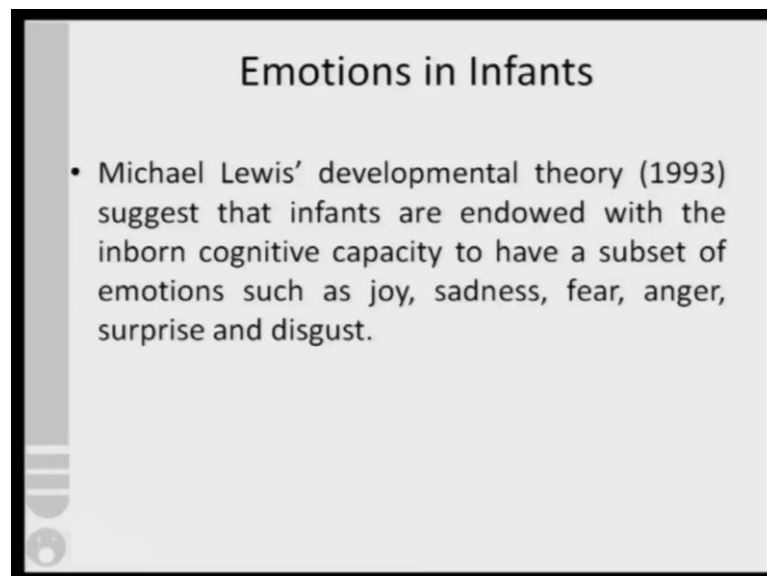 Emotions in Infants
• Michael Lewis’ developmental theory (1993)
suggest that infants are endowed with the
inborn cognitive capacity to have a subset of
emotions such as joy, sadness, fear, anger,
surprise and disgust.